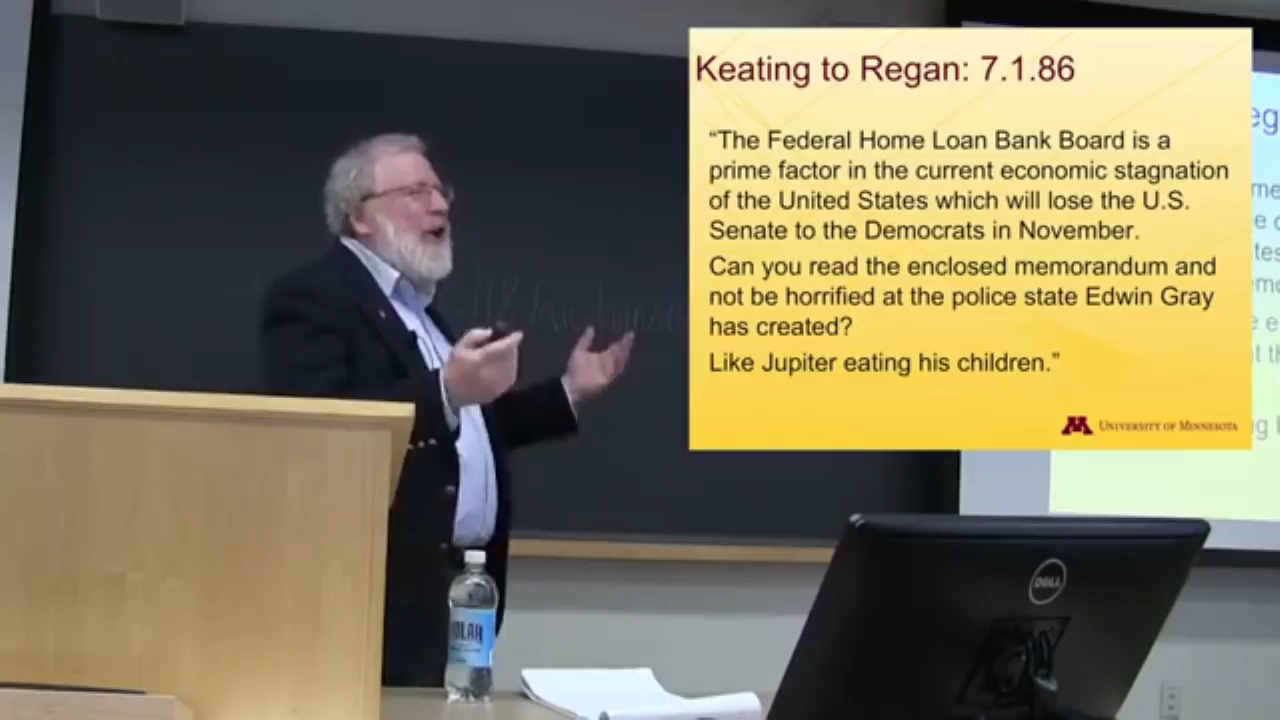 Keating to Regan: 7.1.86
“The Federal Home Loan Bank Board is a
prime factor in the current economic stagnation
of the United States which will lose the U.S.
Senate to the Democrats in November.
Can you read the enclosed memorandum and
not be horrified at the police state Edwin Gray
has created?
Like Jupiter eating his children.”
UNIVERSITY OF MINNESOTA
DELL